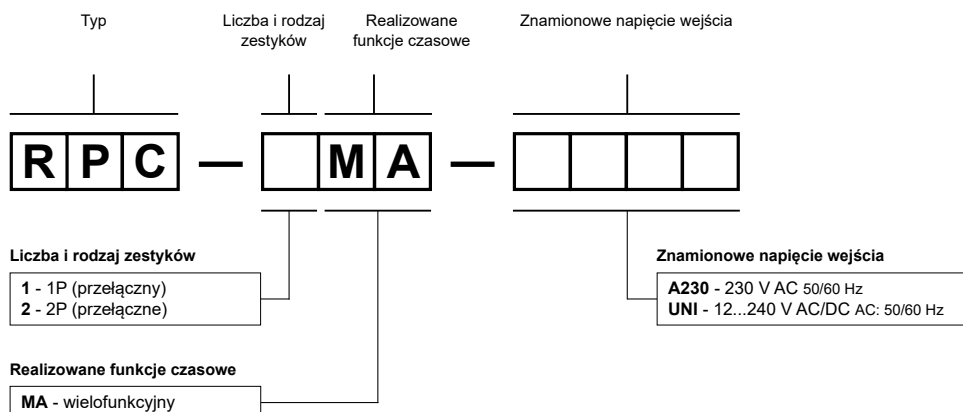 Typ
Liczba i rodzaj
zestyków
Realizowane
funkcje czasowe
Znamionowe napięcie wejścia
RPC — MA —
Liczba i rodzaj zestyków
1 - 1P (przełączny)
2 - 2P (przełączne)
Znamionowe napięcie wejścia
A230 - 230 V AC 50/60 Hz
UNI - 12...240 V AC/DC AC: 50/60 Hz
Realizowane funkcje czasowe
MA - wielofunkcyjny